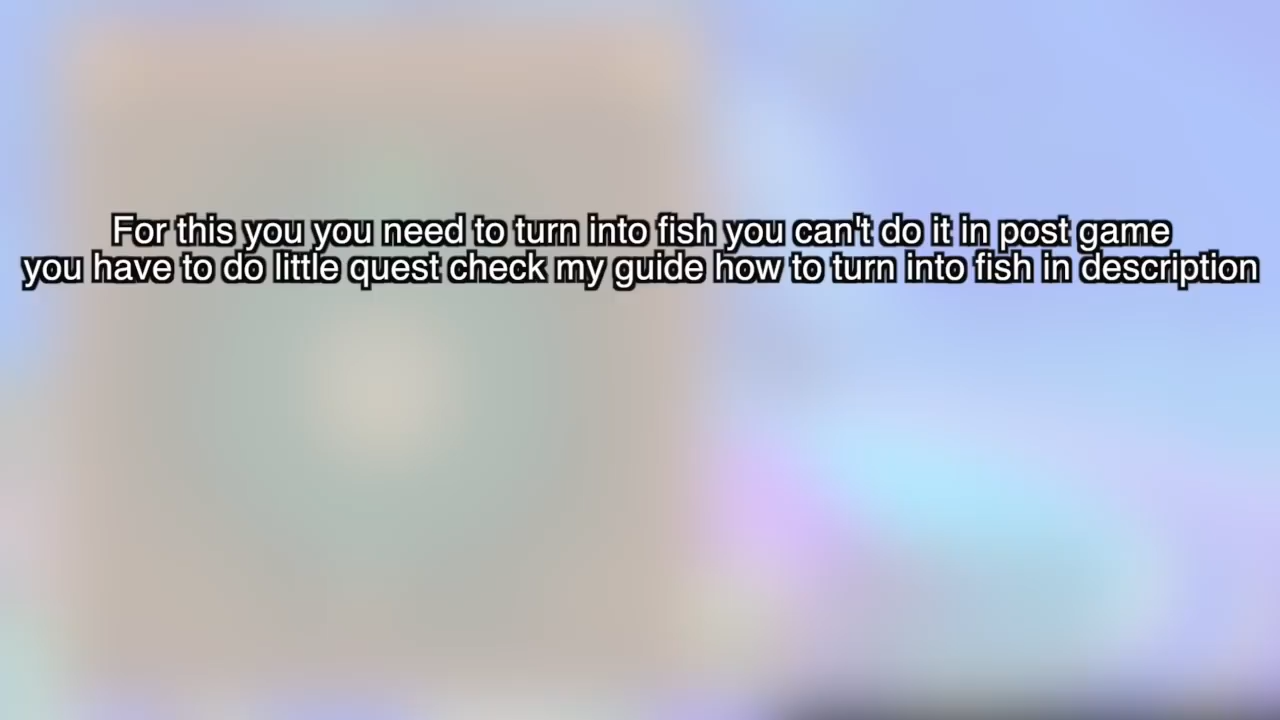 For this you you need to turn into fish you can't do it in post game
you have to do little quest check my guide how to turn into fish in description